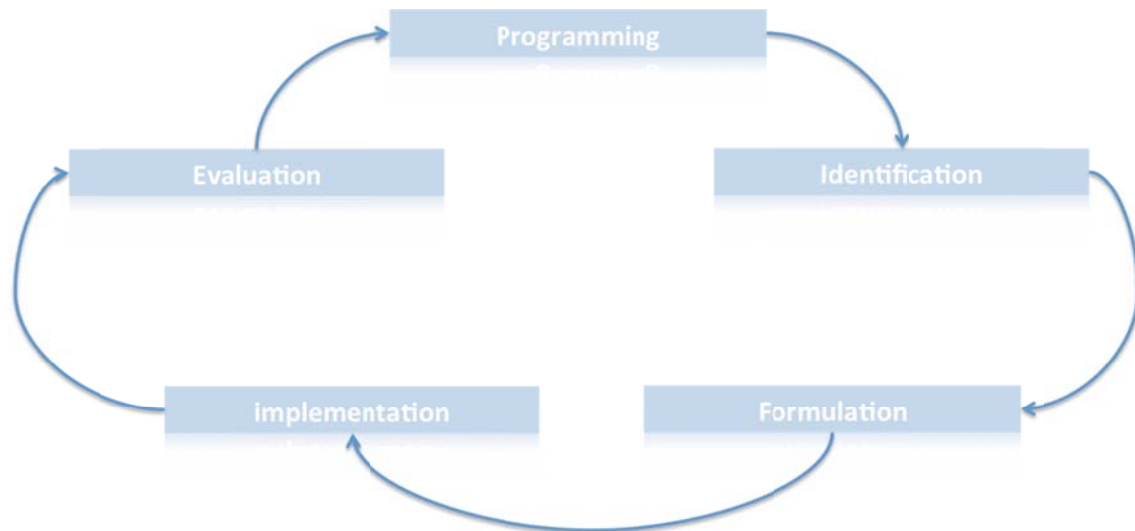 Programming
Identification
Formulation
implementation
Evaluation